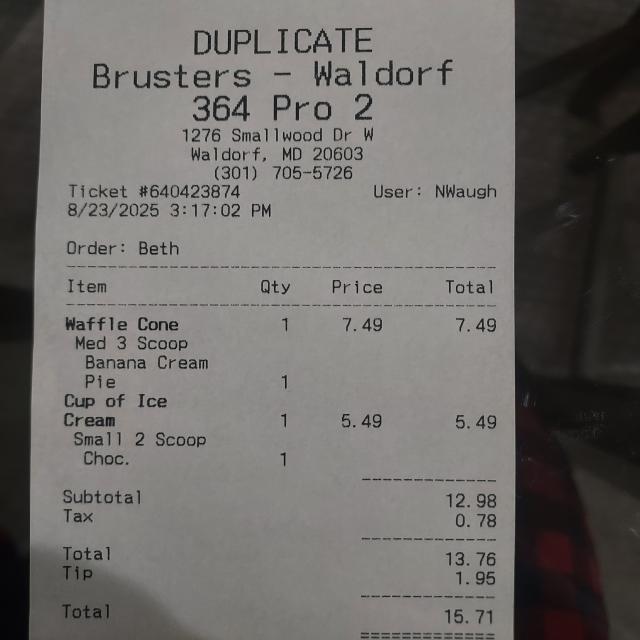 DUPLICATE
Brusters - Waldorf
364 Pro 2
1276 Smallwood Dr W
Waldorf, MD 20603
(301) 705-5726
Ticket #640423874 User: NWaugh
8/23/2025 3:17:02 PM
Order: Beth
Item Qty Price Total
Waffle Cone 1 7.49 7.49
Med 3 Scoop
Banana Cream
Pie 1
Cup of Ice
Cream 1 5.49 5.49
Small 2 Scoop
Choc. 1
Subtotal 12.98
Tax 0.78
Total 13.76
Tip 1.95
Total 15.71